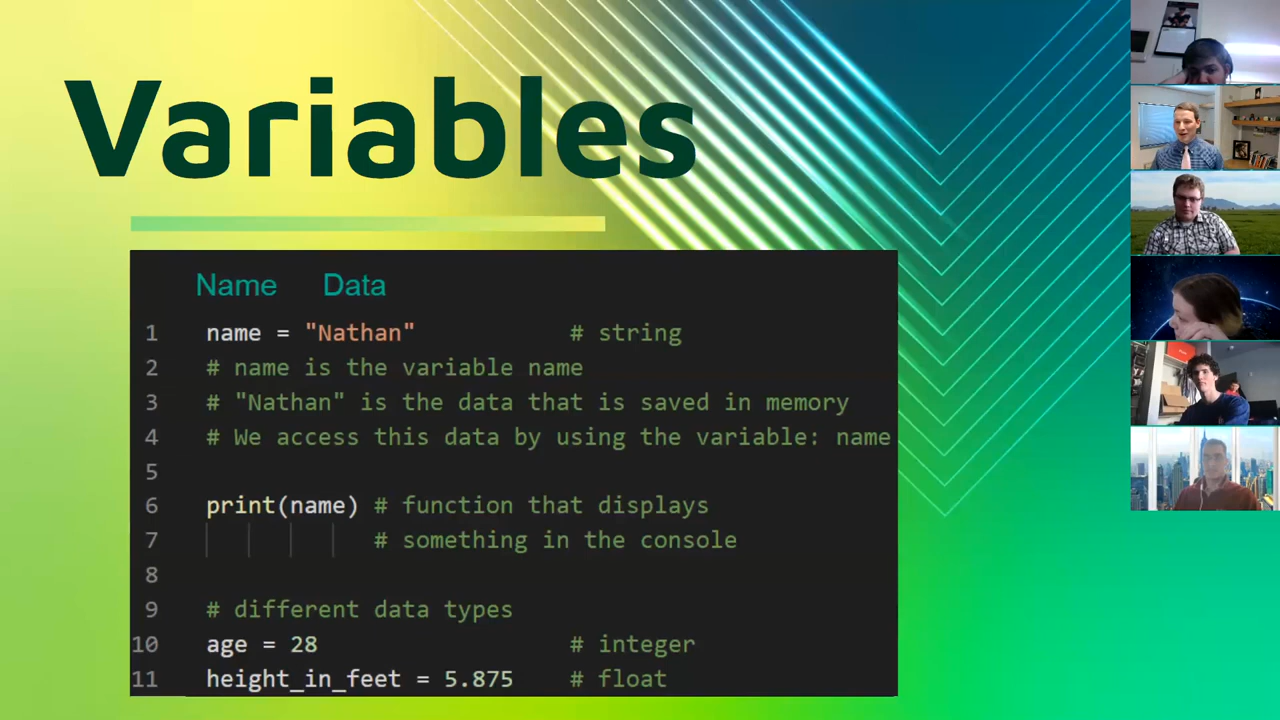 Variables
Name Data
1 name = "Nathan" # string
2 # name is the variable name
3 # "Nathan" is the data that is saved in memory
4 # We access this data by using the variable: name
5
6 print(name) # function that displays
7 # something in the console
8
9 # different data types
10 age = 28 # integer
11 height_in_feet = 5.875 # float